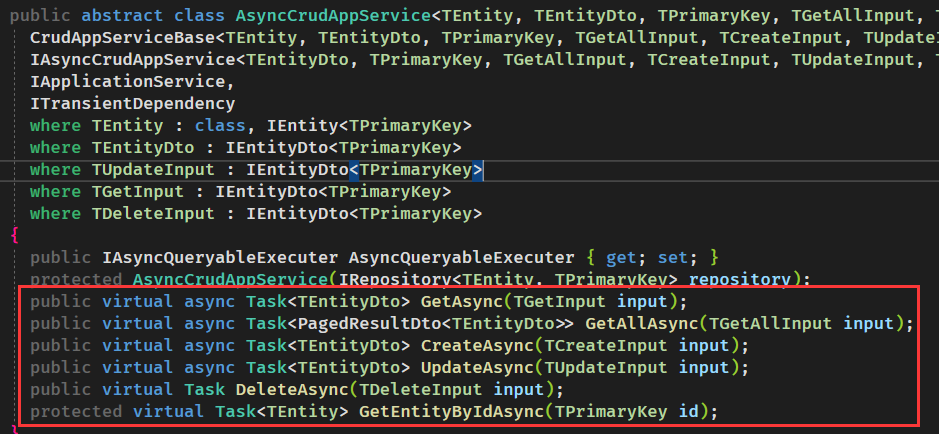 public abstract class AsyncCrudAppService<TEntity, TEntityDto, TPrimaryKey, TGetAllInput,
CrudAppServiceBase<TEntity, TEntityDto, TPrimaryKey, TGetAllInput, TCreateInput, TUpdateI
IAsyncCrudAppService<TEntityDto, TPrimaryKey, TGetAllInput, TCreateInput, TUpdateInput,
IApplicationService,
ITransientDependency
where TEntity : class, IEntity<TPrimaryKey>
where TEntityDto : IEntityDto<TPrimaryKey>
where TUpdateInput : IEntityDto<TPrimaryKey>
where TGetInput : IEntityDto<TPrimaryKey>
where TDeleteInput : IEntityDto<TPrimaryKey>
{
public IAsyncQueryableExecuter AsyncQueryableExecuter { get; set; }
protected AsyncCrudAppService(IRepository<TEntity, TPrimaryKey> repository);
public virtual async Task<TEntityDto> GetAsync(TGetInput input);
public virtual async Task<PagedResultDto<TEntityDto>> GetAllAsync(TGetAllInput input);
public virtual async Task<TEntityDto> CreateAsync(TCreateInput input);
public virtual async Task<TEntityDto> UpdateAsync(TUpdateInput input);
public virtual Task DeleteAsync(TDeleteInput input);
protected virtual Task<TEntity> GetEntityByIdAsync(TPrimaryKey id);
}